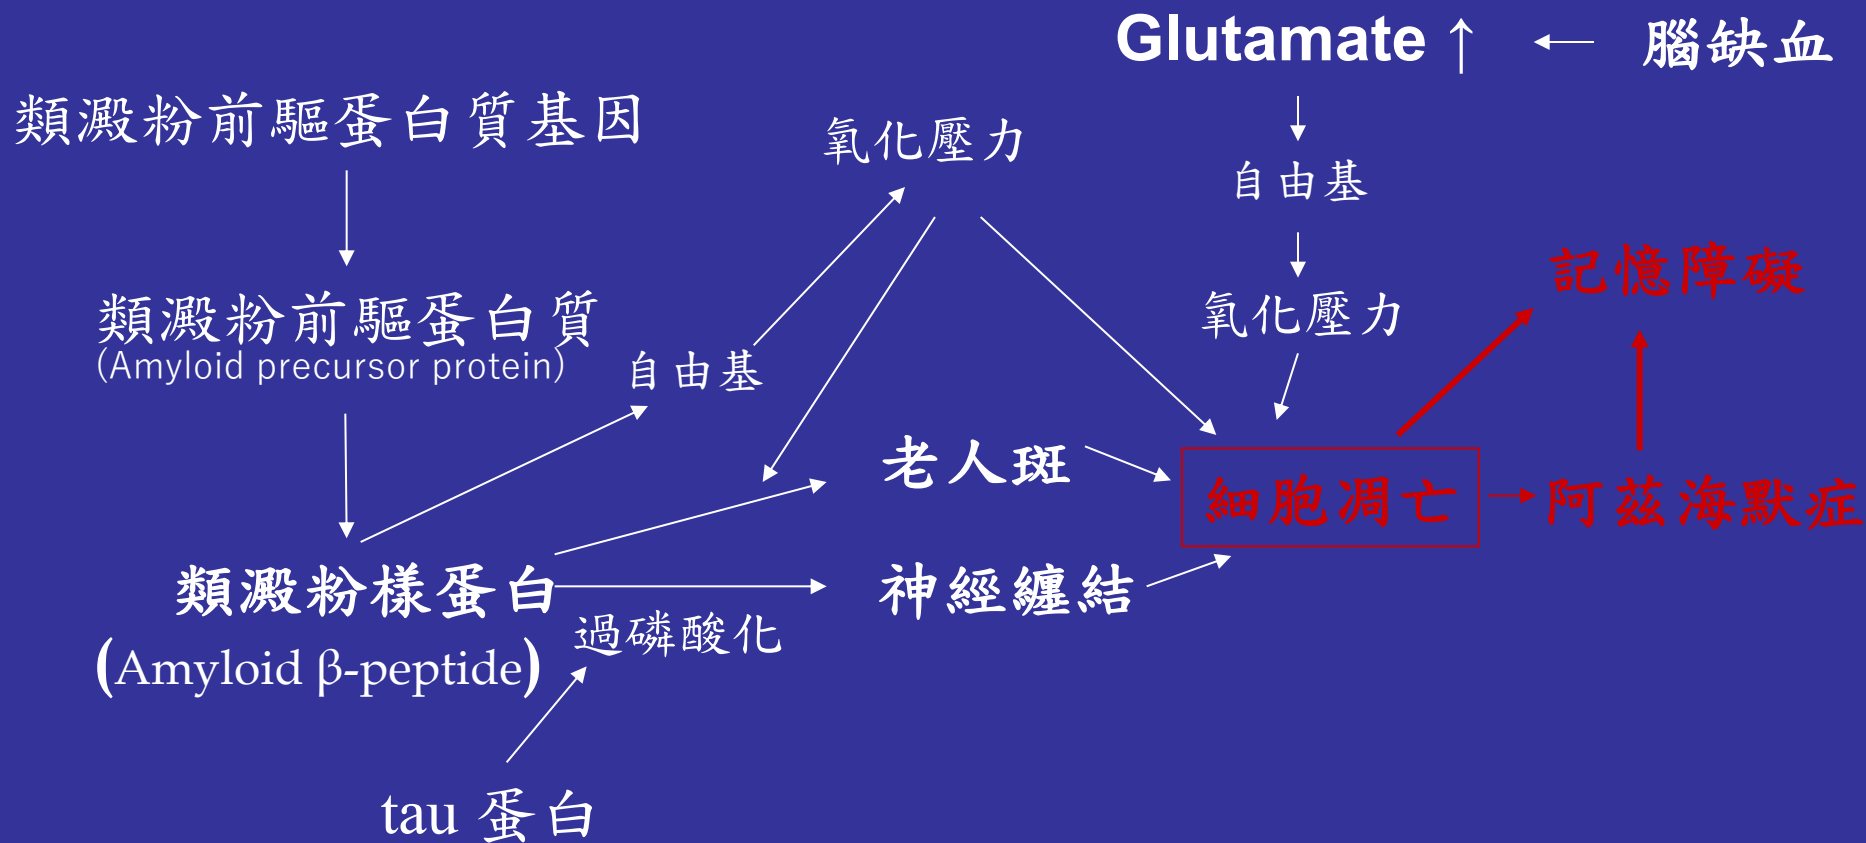 Glutamate ↑ ← 腦缺血
類澱粉前驅蛋白質基因
氧化壓力
自由基
記憶障礙
類澱粉前驅蛋白質
(Amyloid precursor protein)
氧化壓力
自由基
老人斑
細胞凋亡
阿茲海默症
類澱粉樣蛋白
(Amyloid β-peptide)
神經纏結
過磷酸化
tau 蛋白